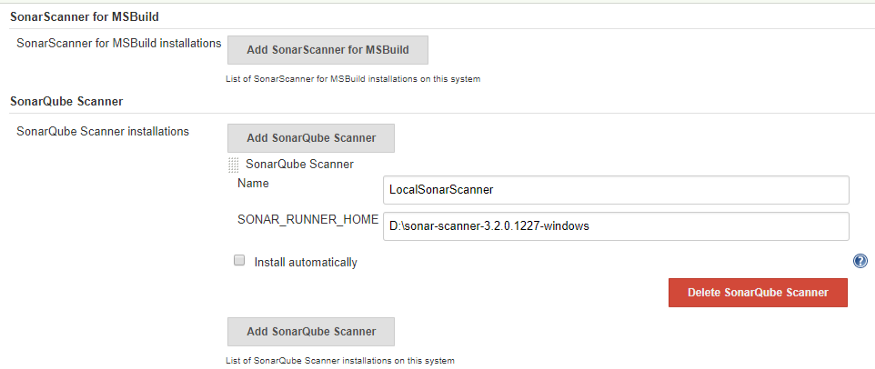 SonarScanner for MSBuild
SonarScanner for MSBuild installations
Add SonarScanner for MSBuild
List of SonarScanner for MSBuild installations on this system
SonarQube Scanner
SonarQube Scanner installations
Add SonarQube Scanner
SonarQube Scanner
Name
LocalSonarScanner
SONAR_RUNNER_HOME
D:\sonar-scanner-3.2.0.1227-windows
Install automatically
?
Delete SonarQube Scanner
Add SonarQube Scanner
List of SonarQube Scanner installations on this system